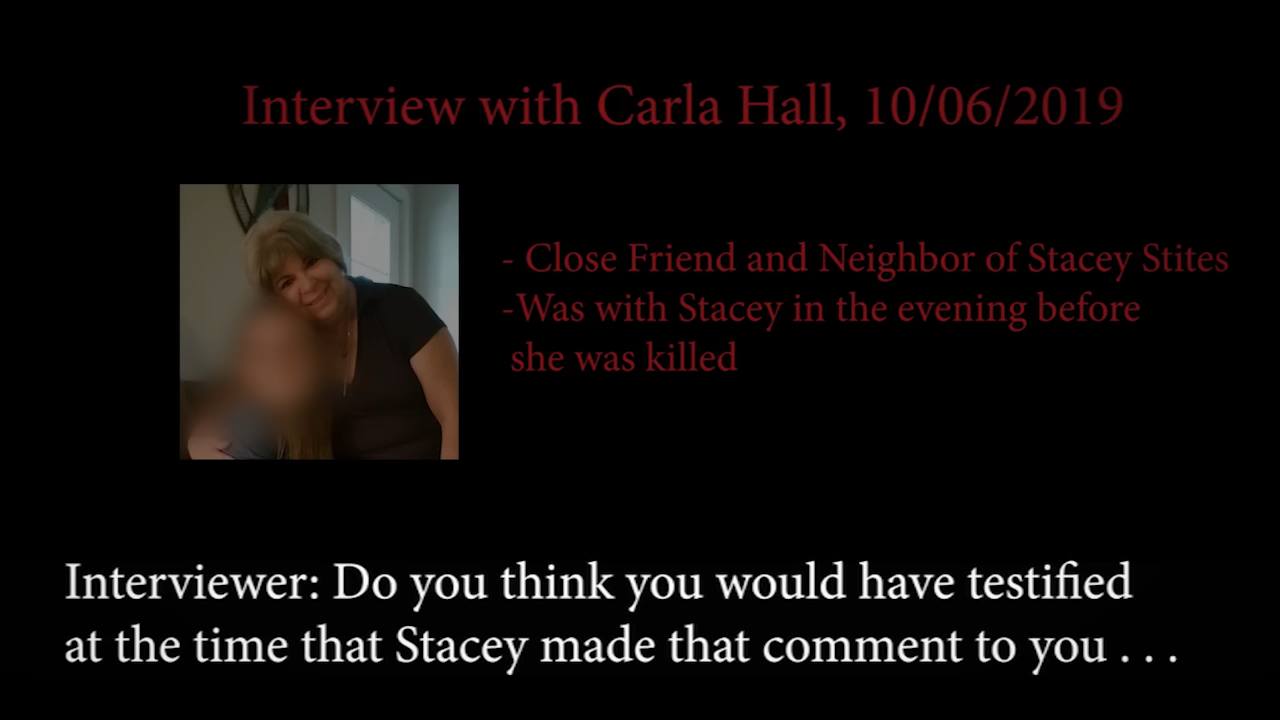 Interview with Carla Hall, 10/06/2019
- Close Friend and Neighbor of Stacey Stites
-Was with Stacey in the evening before
she was killed
Interviewer: Do you think you would have testified
at the time that Stacey made that comment to you . . .